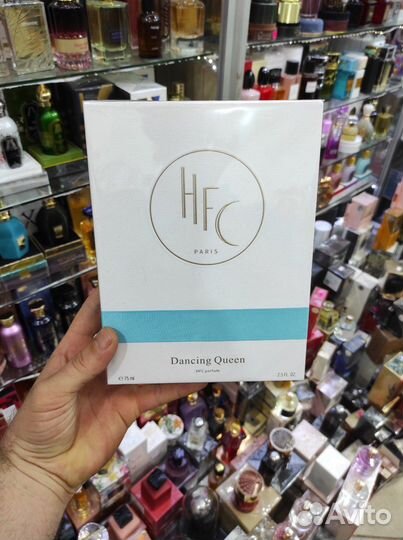 HFC
PARIS
Dancing Queen
HFC parfum
℮ 75 ml
2.5 FL. OZ
Avito